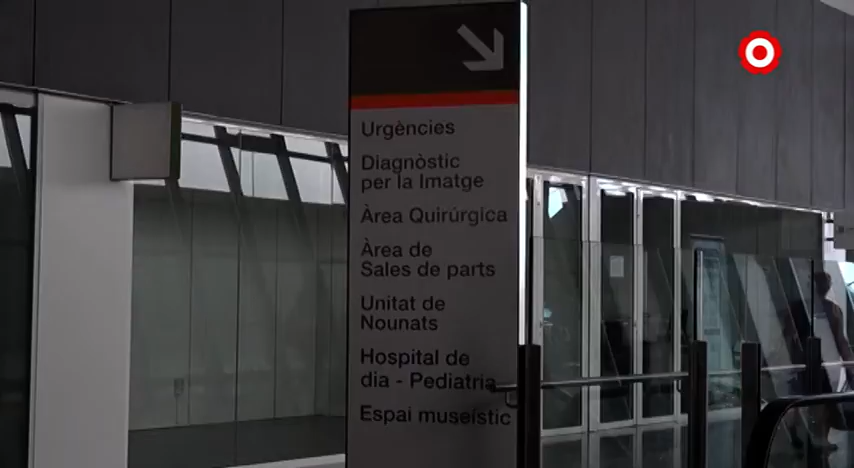 Urgències
Diagnòstic
per la Imatge
Àrea Quirúrgica
Àrea de
Sales de parts
Unitat de
Nounats
Hospital de
dia - Pediatria
Espai museístic